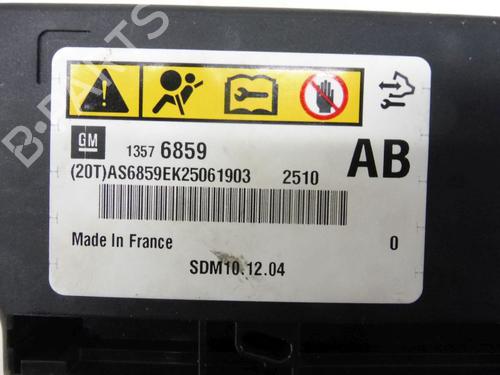 B-PARTS
GM 1357 6859 AB
(20T)AS6859EK25061903 2510
Made In France 0
SDM10.12.04